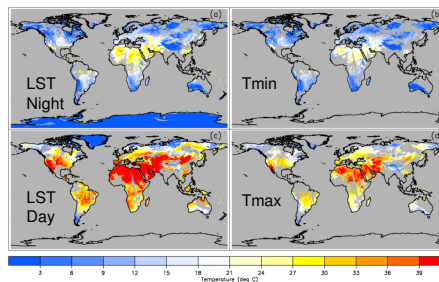 (a)
LST
Night
(b)
Tmin
(c)
LST
Day
(d)
Tmax
3 6 9 12 15 18 21 24 27 30 33 36 39
Temperature (deg C)